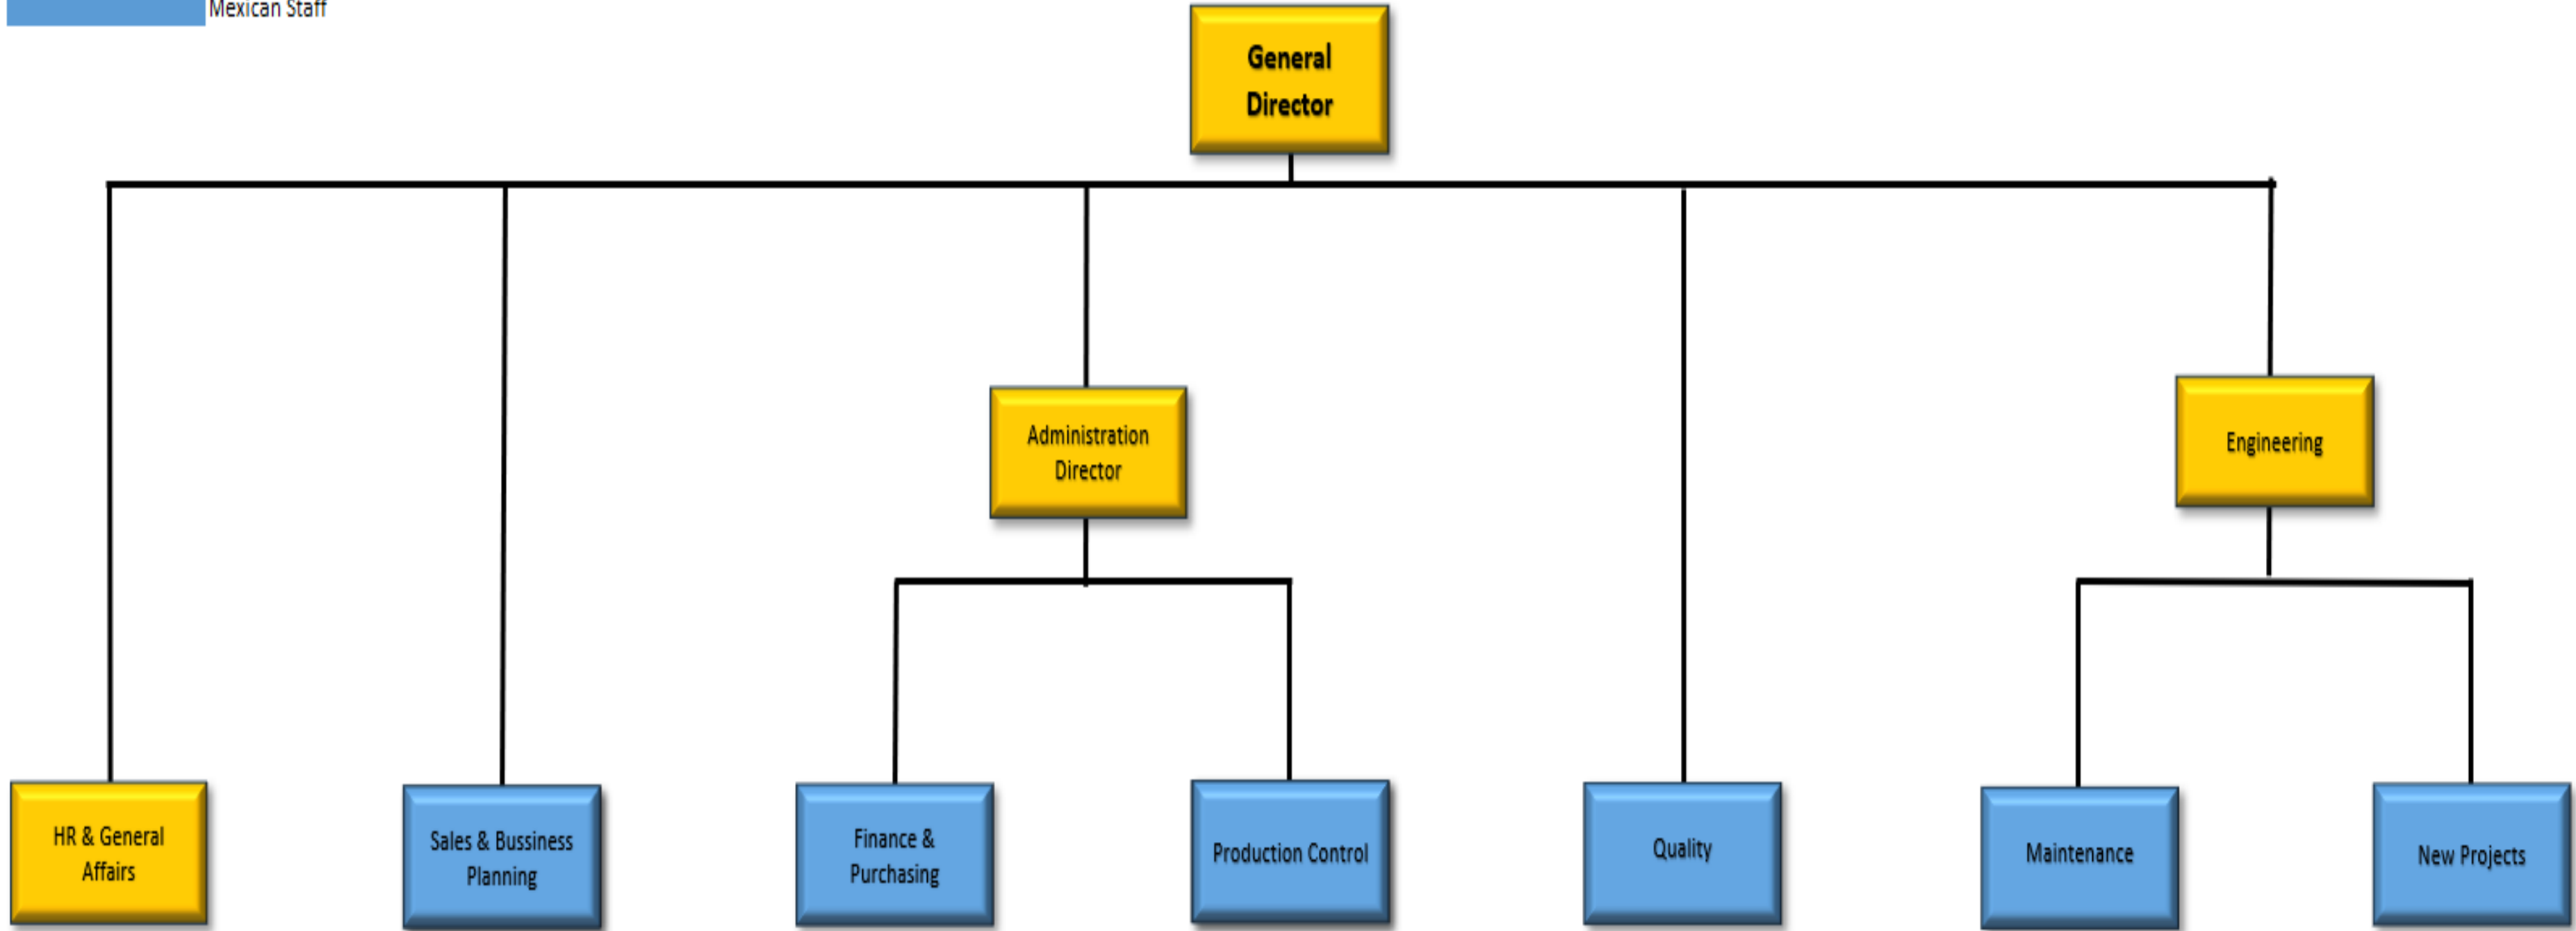 Mexican Staff
General
Director
Administration
Director
Engineering
HR & General
Affairs
Sales & Bussiness
Planning
Finance &
Purchasing
Production Control
Quality
Maintenance
New Projects